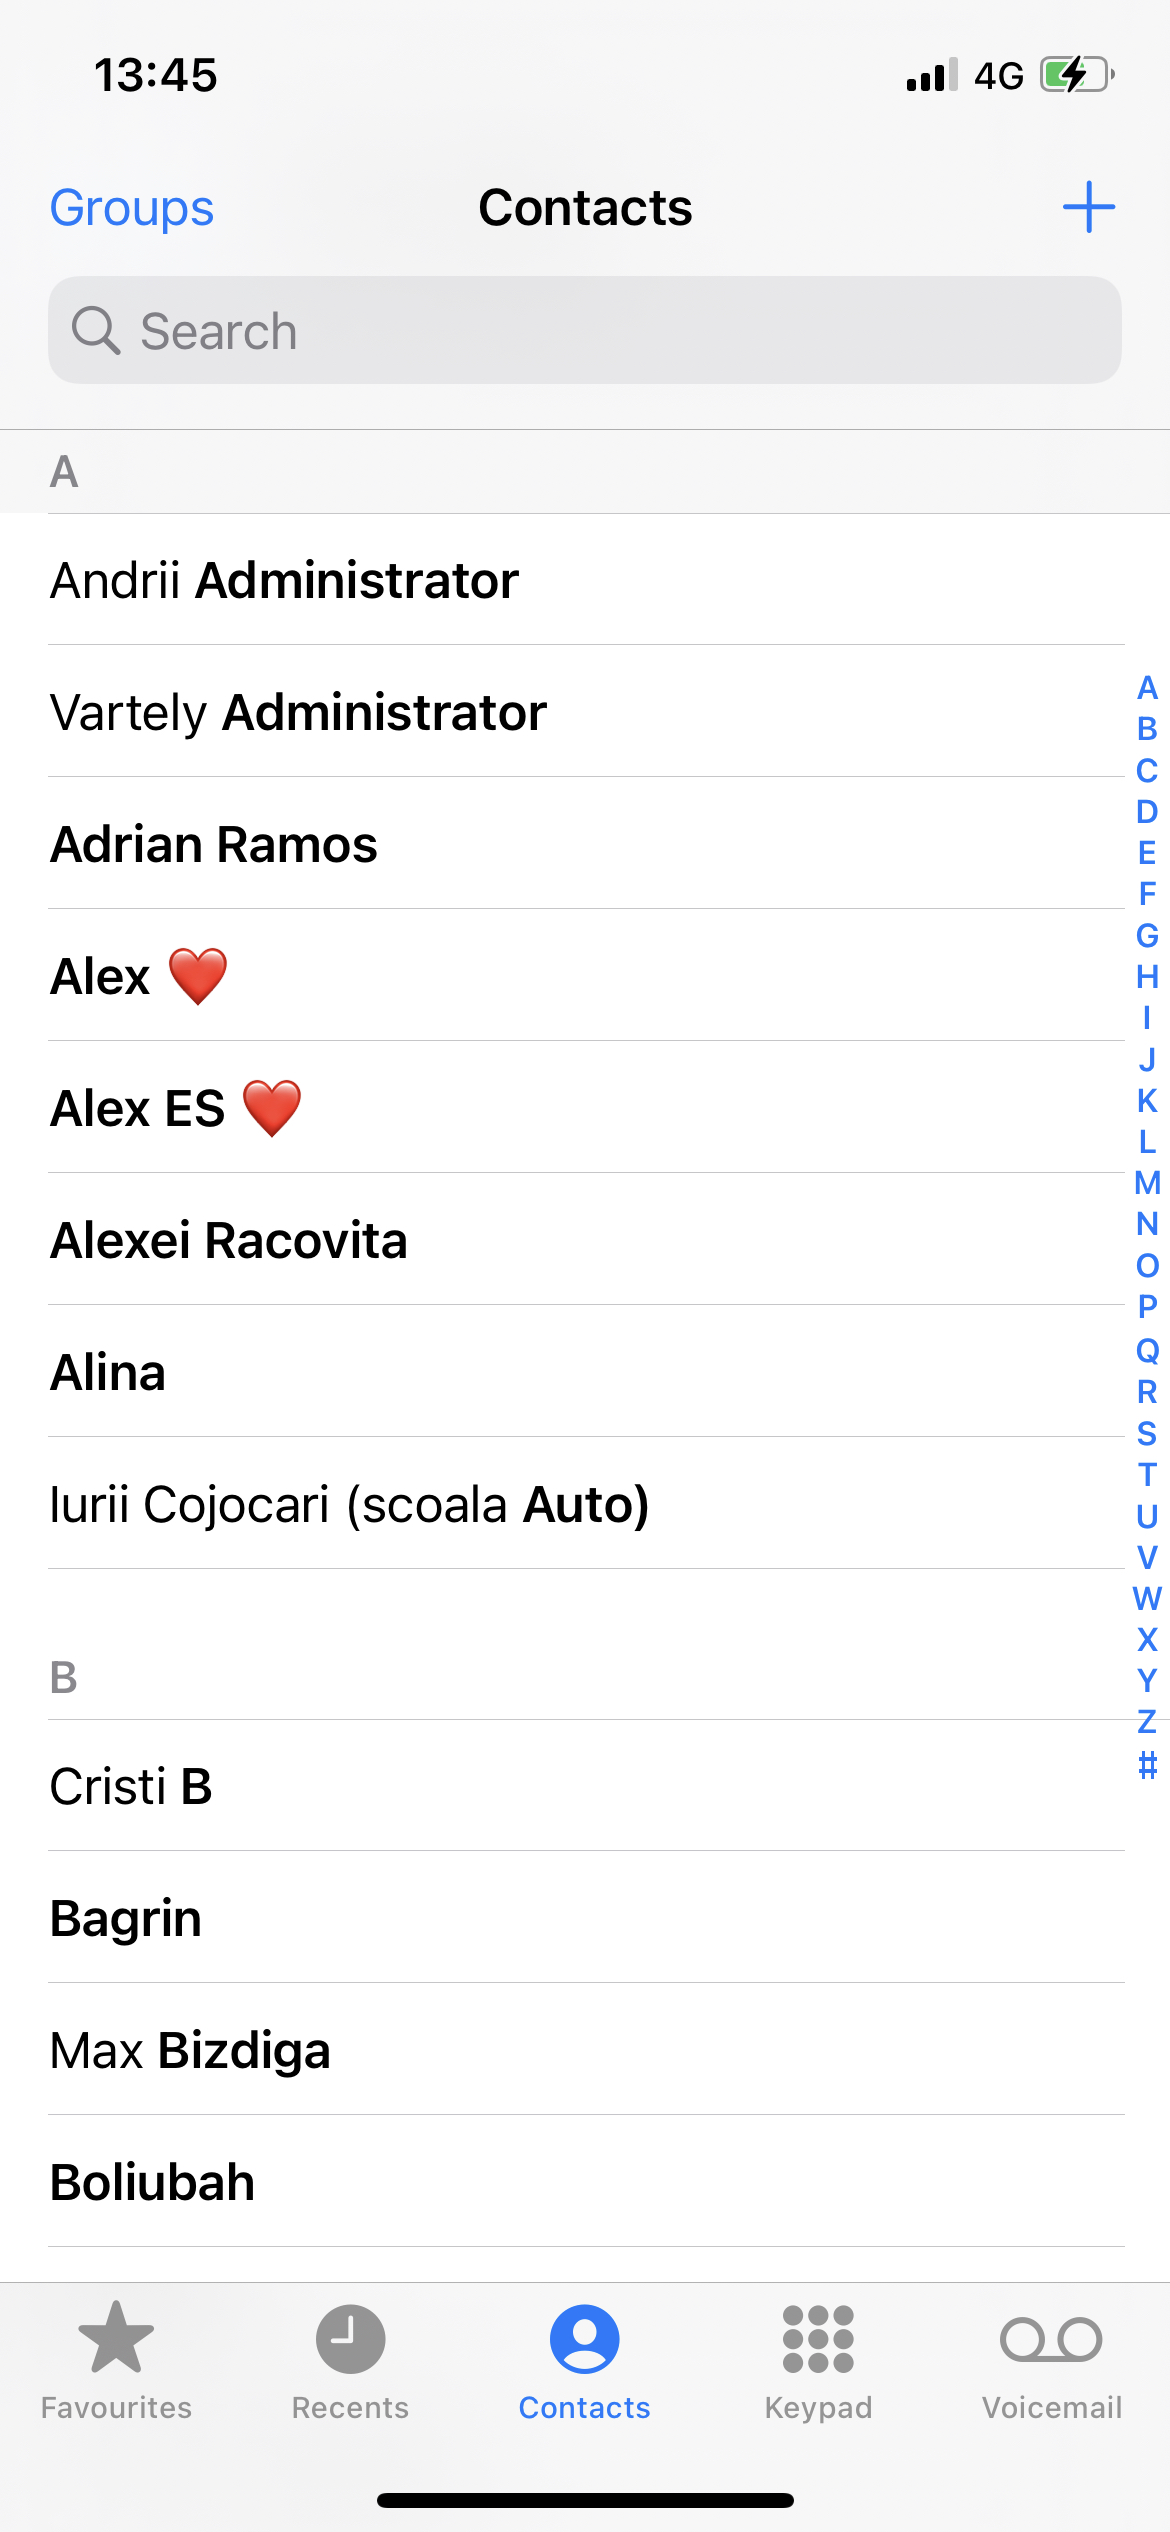 13:45 4G
Groups Contacts +
Search
A
Andrii Administrator
Vartely Administrator
Adrian Ramos
Alex ❤️
Alex ES ❤️
Alexei Racovita
Alina
Iurii Cojocari (scoala Auto)
B
Cristi B
Bagrin
Max Bizdiga
Boliubah
A
B
C
D
E
F
G
H
I
J
K
L
M
N
O
P
Q
R
S
T
U
V
W
X
Y
Z
#
Favourites Recents Contacts Keypad Voicemail